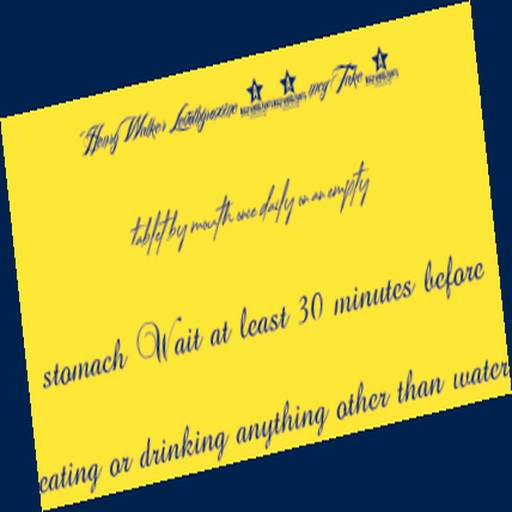 Henry Walker Levothyroxine mcg Take
tablet by mouth once daily on an empty
stomach Wait at least 30 minutes before
eating or drinking anything other than water